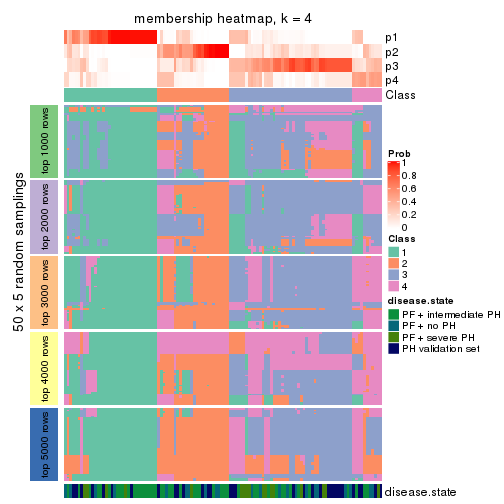 membership heatmap, k = 4
p1
p2
p3
p4
Class
50 x 5 random samplings
top 1000 rows
top 2000 rows
top 3000 rows
top 4000 rows
top 5000 rows
Prob
1
0.8
0.6
0.4
0.2
0
Class
1
2
3
4
disease.state
PF+ intermediate PH
PF+ no PH
PF+ severe PH
PH validation set
disease.state